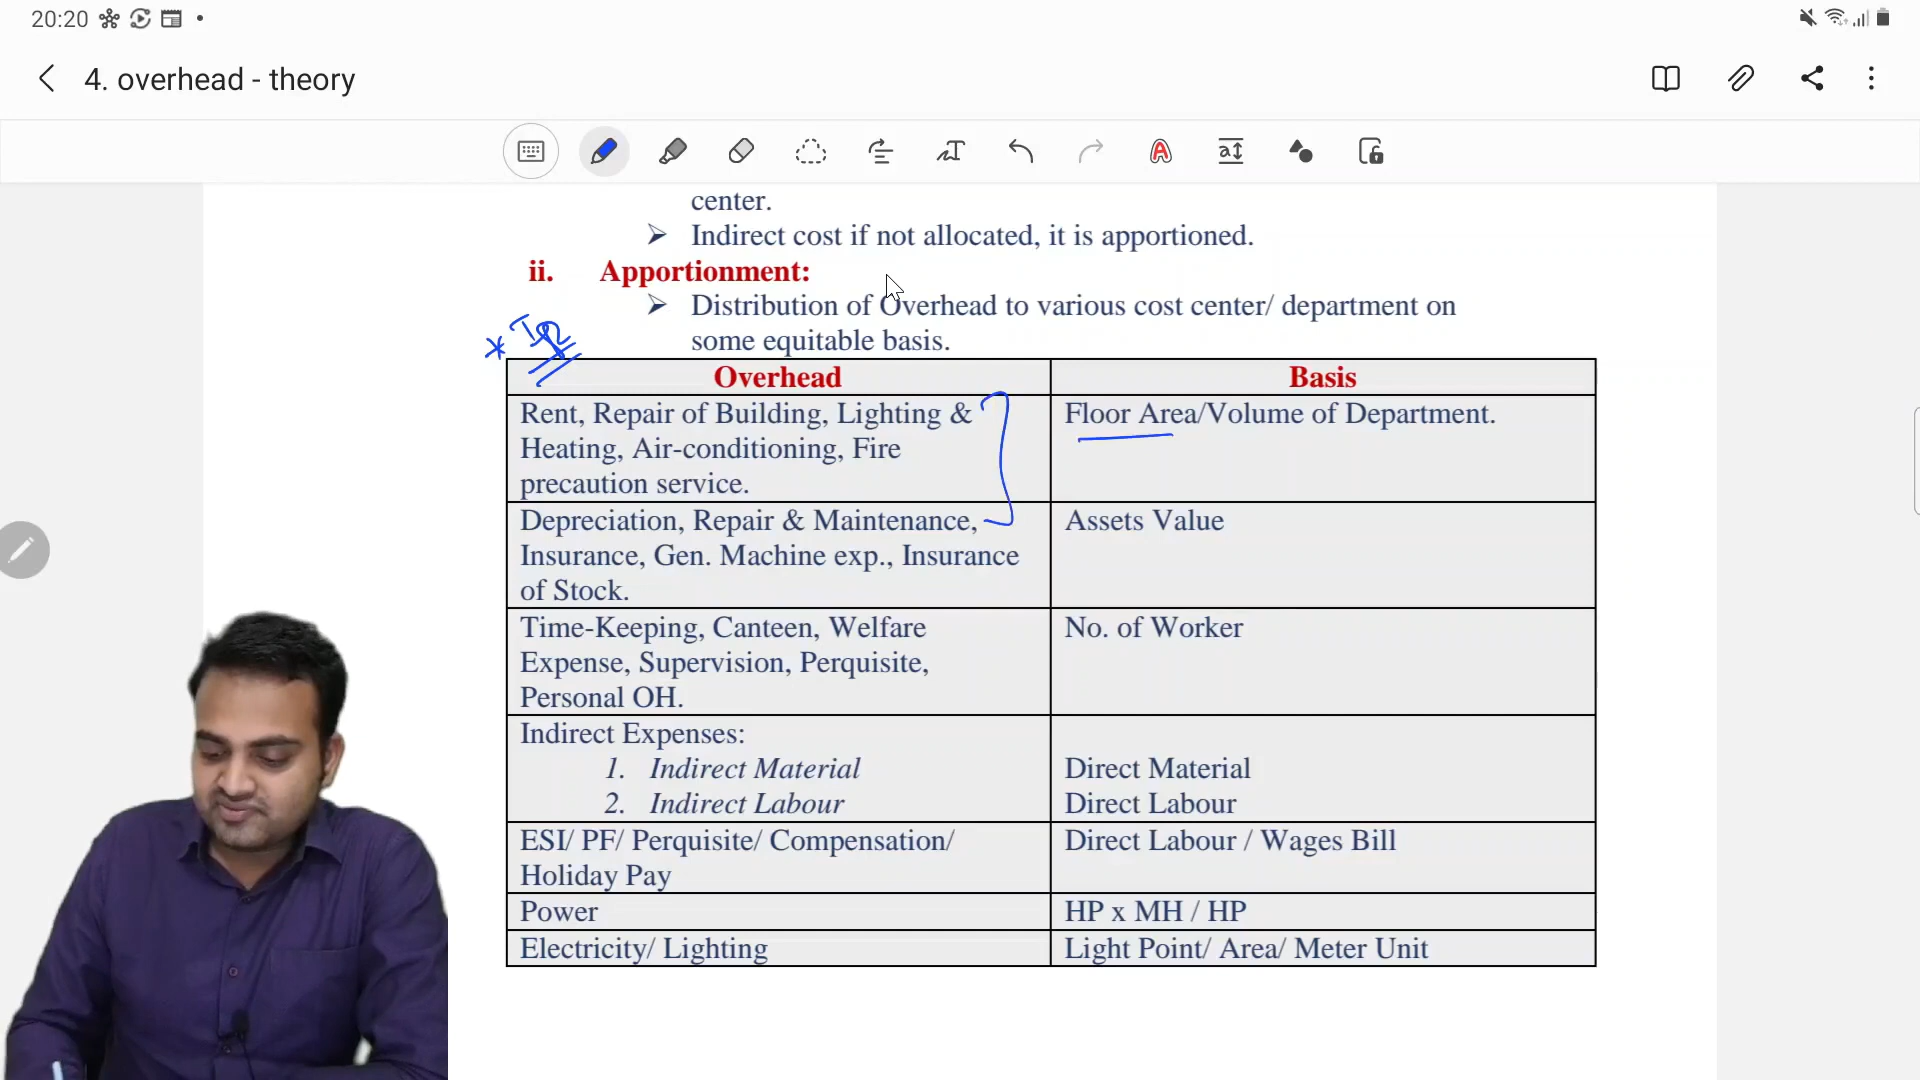 20:20
4. overhead - theory
center.
➢ Indirect cost if not allocated, it is apportioned.
ii. Apportionment:
➢ Distribution of Overhead to various cost center/ department on
some equitable basis.
Overhead Basis
Rent, Repair of Building, Lighting & Floor Area/Volume of Department.
Heating, Air-conditioning, Fire
precaution service.
Depreciation, Repair & Maintenance, Assets Value
Insurance, Gen. Machine exp., Insurance
of Stock.
Time-Keeping, Canteen, Welfare No. of Worker
Expense, Supervision, Perquisite,
Personal OH.
Indirect Expenses:
1. Indirect Material Direct Material
2. Indirect Labour Direct Labour
ESI/ PF/ Perquisite/ Compensation/ Direct Labour / Wages Bill
Holiday Pay
Power HP x MH / HP
Electricity/ Lighting Light Point/ Area/ Meter Unit